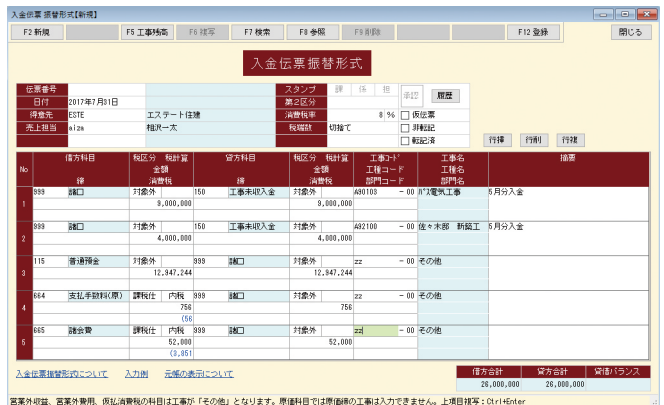 入金伝票 振替形式【新規】
F2 新規 F5 工事残高 F6 複写 F7 検索 F8 参照 F9 削除 F12 登録 閉じる
入金伝票振替形式
伝票番号 スタンプ 課 係 担 承認 履歴
日付 2017年7月31日 第2区分
得意先 ESTE エステート住建 消費税率 8 % 仮伝票
売上担当 aiza 相沢一太 税端数 切捨て 非転記
転記済 行挿 行削 行複
No 借方科目 税区分 税計算 貸方科目 税区分 税計算 工事コード 工事名 摘要
金額 金額 工種コード 工種名
締 消費税 締 消費税 部門コード 部門名
1 999 諸口 対象外 150 工事未収入金 対象外 A90103 - 00 5月分入金
9,000,000 9,000,000
2 999 諸口 対象外 150 工事未収入金 対象外 A92100 - 00 佐々木邸 新築工 5月分入金
4,000,000 4,000,000
3 115 普通預金 対象外 999 諸口 対象外 zz - 00 その他
12,947,244 12,947,244
4 664 支払手数料(原) 課税仕 内税 999 諸口 対象外 zz - 00 その他
756 756
(56
5 665 諸会費 課税仕 内税 999 諸口 対象外 zz - 00 その他
52,000 52,000
(3,851
入金伝票振替形式について 入力例 元帳の表示について
借方合計 貸方合計 貸借バランス
26,000,000 26,000,000
営業外収益、営業外費用、仮払消費税の科目は工事が「その他」となります。原価科目では原価締の工事は入力できません。上項目複写：Ctrl+Enter